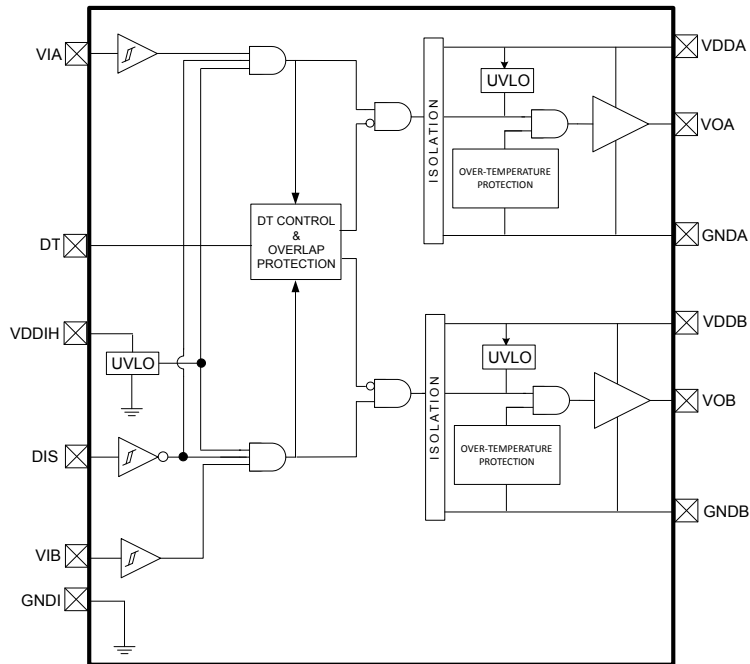 VIA
DT
VDDIH
DIS
VIB
GNDI
UVLO
DT CONTROL
&
OVERLAP
PROTECTION
ISOLATION
UVLO
OVER-TEMPERATURE
PROTECTION
VDDA
VOA
GNDA
ISOLATION
UVLO
OVER-TEMPERATURE
PROTECTION
VDDB
VOB
GNDB